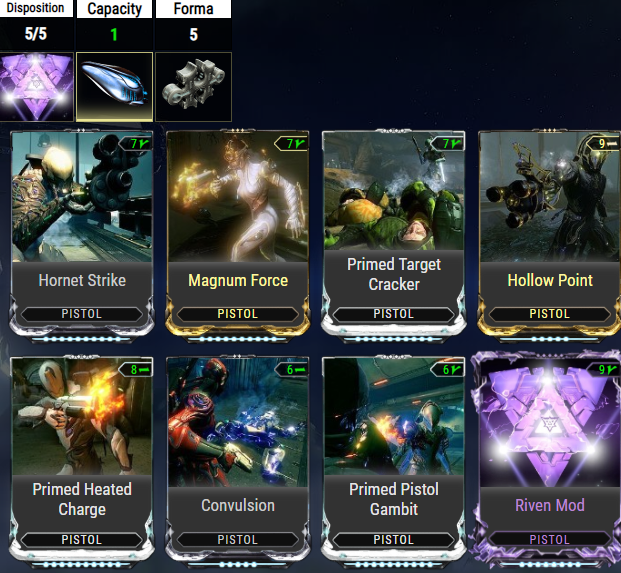 Disposition Capacity Forma
5/5 1 5
7 7 7 9
Hornet Strike Magnum Force Primed Target Cracker Hollow Point
PISTOL PISTOL PISTOL PISTOL
8 6 6 9
Primed Heated Charge Convulsion Primed Pistol Gambit Riven Mod
PISTOL PISTOL PISTOL PISTOL